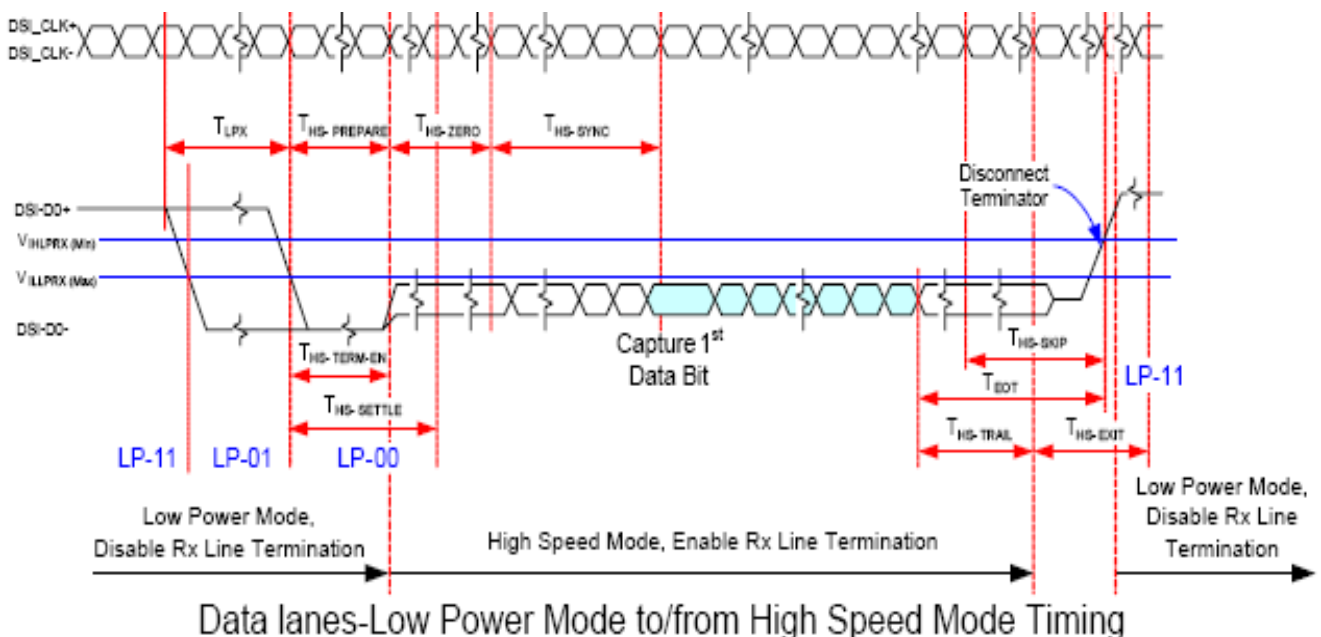 DSI_CLK+
DSI_CLK-
TLPX
THS-PREPARE
THS-ZERO
THS-SYNC
Disconnect
Terminator
DSI-D0+
VIHLPRX (Min)
VILLPRX (Max)
DSI-D0-
Capture 1st
Data Bit
THS-TERM-EN
THS-SKIP
TEOT
LP-11
THS-SETTLE
THS-TRAIL
THS-EXIT
LP-11
LP-01
LP-00
Low Power Mode,
Disable Rx Line Termination
High Speed Mode, Enable Rx Line Termination
Low Power Mode,
Disable Rx Line
Termination
Data lanes-Low Power Mode to/from High Speed Mode Timing